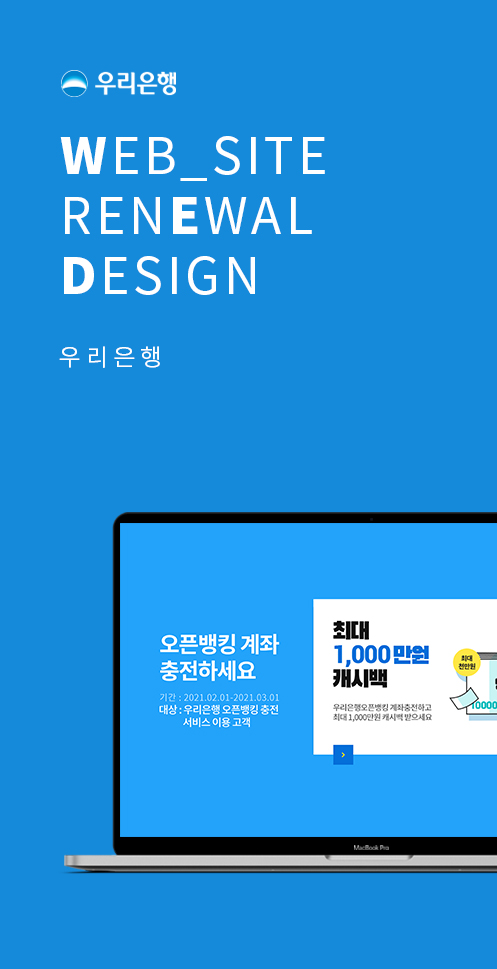 우리은행
WEB_SITE
RENEWAL
DESIGN
우리은행
오픈뱅킹 계좌
충전하세요
기간 : 2021.02.01-2021.03.01
대상 : 우리은행 오픈뱅킹 충전
서비스 이용 고객
최대
1,000만원
캐시백
우리은행오픈뱅킹 계좌충전하고
최대 1,000만원 캐시백 받으세요
최대
천만원
10000
MacBook Pro